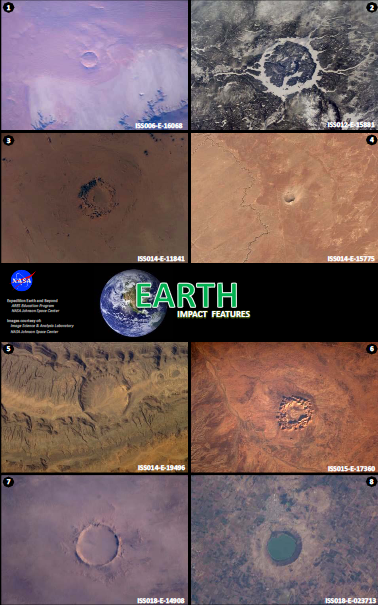 1
ISS006-E-16068
2
ISS012-E-15881
3
ISS014-E-11841
4
ISS014-E-15775
NASA
Expedition Earth and Beyond
ARES Education Program
NASA Johnson Space Center
Images courtesy of:
Image Science & Analysis Laboratory
NASA Johnson Space Center
EARTH
IMPACT FEATURES
5
ISS014-E-19496
6
ISS015-E-17360
7
ISS018-E-14908
8
ISS018-E-023713